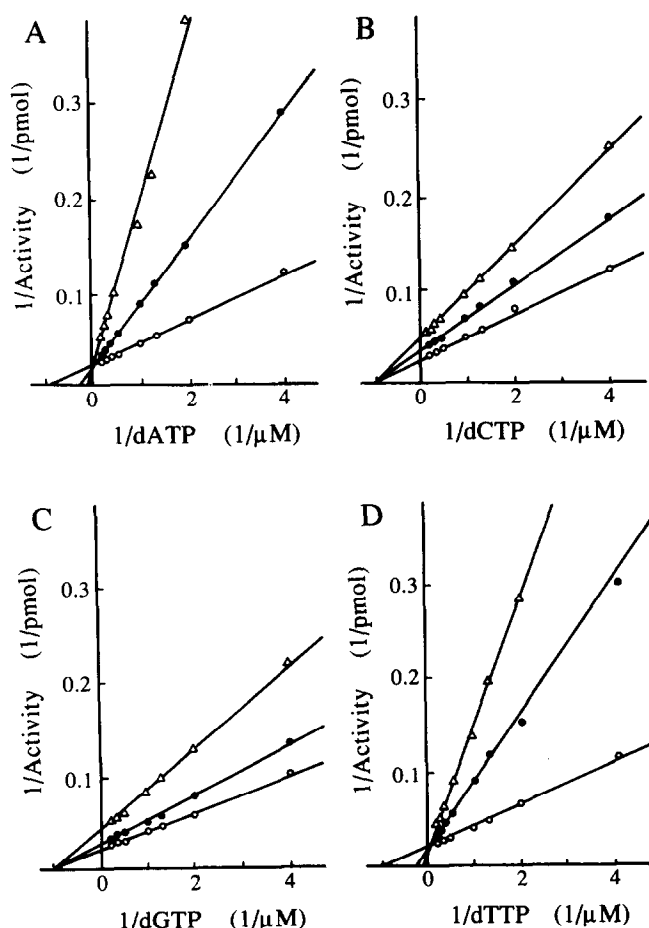 A
1/Activity (1/pmol)
0.3
0.2
0.1
0 2 4
1/dATP (1/μM)
B
1/Activity (1/pmol)
0.3
0.2
0.1
0 2 4
1/dCTP (1/μM)
C
1/Activity (1/pmol)
0.3
0.2
0.1
0 2 4
1/dGTP (1/μM)
D
1/Activity (1/pmol)
0.3
0.2
0.1
0 2 4
1/dTTP (1/μM)